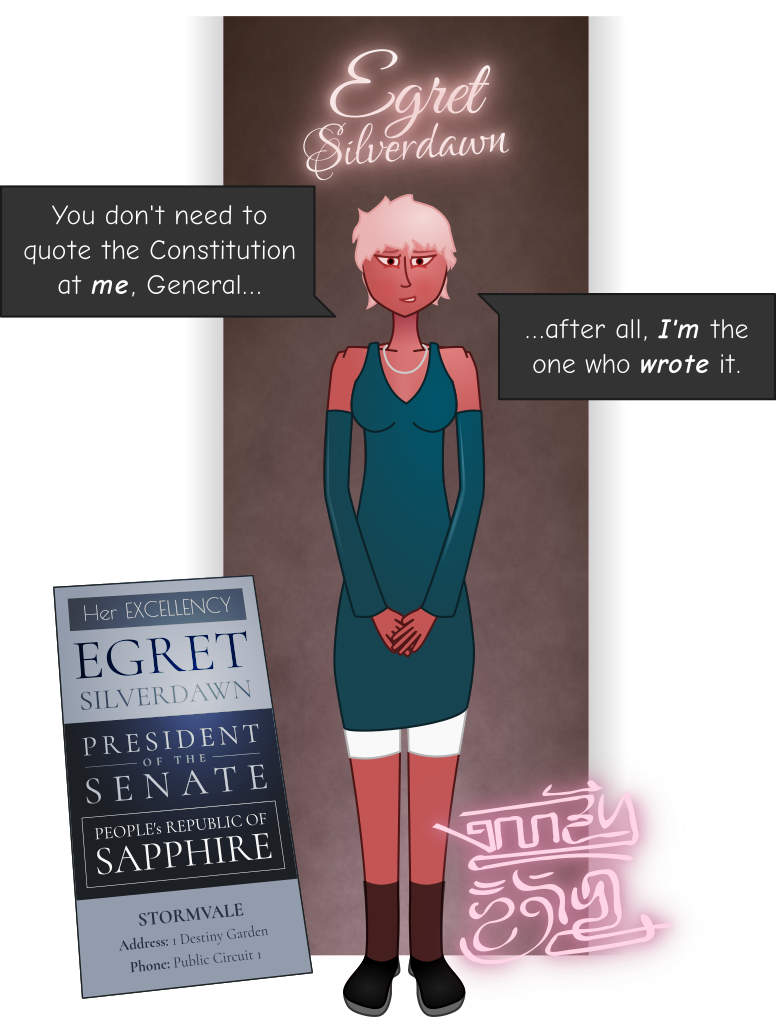 Egret
Silverdawn
You don't need to
quote the Constitution
at me, General...
...after all, I'm the
one who wrote it.
Her EXCELLENCY
EGRET
SILVERDAWN
PRESIDENT
OF THE
SENATE
PEOPLE's REPUBLIC OF
SAPPHIRE
STORMVALE
Address: 1 Destiny Garden
Phone: Public Circuit 1